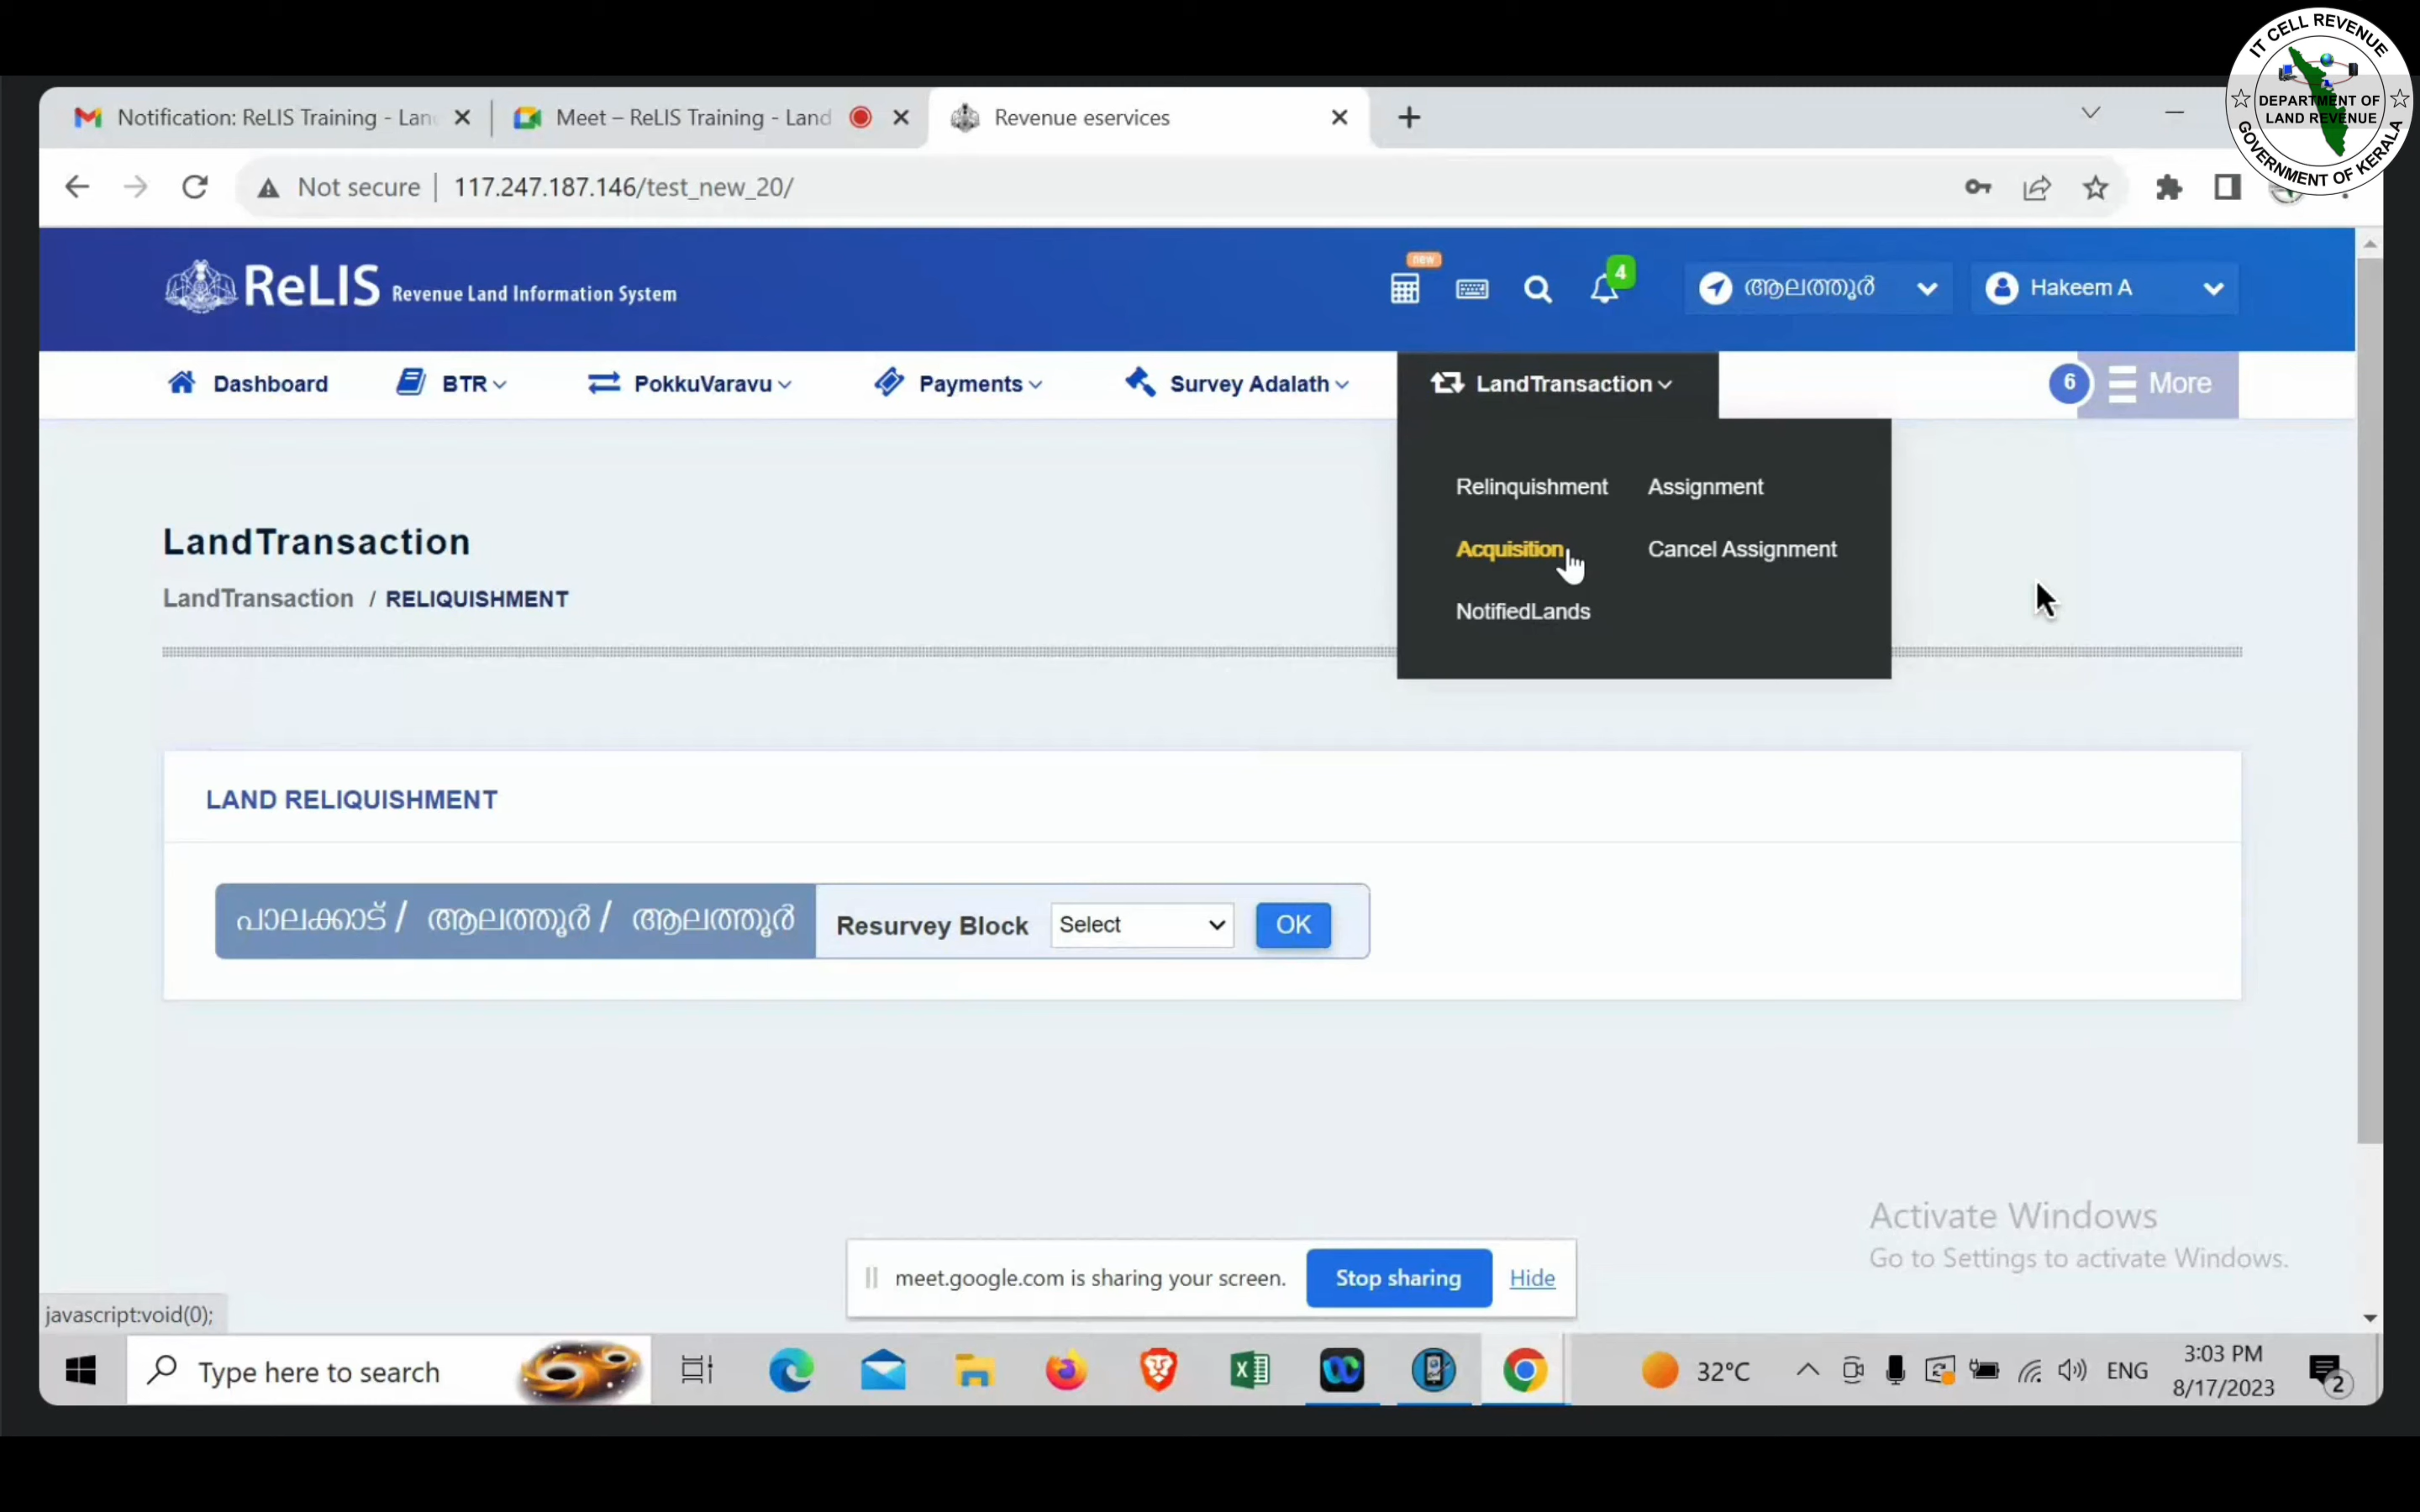 IT CELL REVENUE
DEPARTMENT OF
LAND REVENUE
GOVERNMENT OF KERALA
Notification: ReLIS Training - Lan
Meet – ReLIS Training - Land
Revenue eservices
Not secure
117.247.187.146/test_new_20/
ReLIS Revenue Land Information System
new
4
ആലത്തൂർ
Hakeem A
Dashboard
BTR
PokkuVaravu
Payments
Survey Adalath
LandTransaction
6
More
Relinquishment
Assignment
Acquisition
Cancel Assignment
NotifiedLands
LandTransaction
LandTransaction / RELIQUISHMENT
LAND RELIQUISHMENT
പാലക്കാട് / ആലത്തൂർ / ആലത്തൂർ
Resurvey Block
Select
OK
Activate Windows
Go to Settings to activate Windows.
meet.google.com is sharing your screen.
Stop sharing
Hide
javascript:void(0);
Type here to search
32°C
ENG
3:03 PM
8/17/2023
2